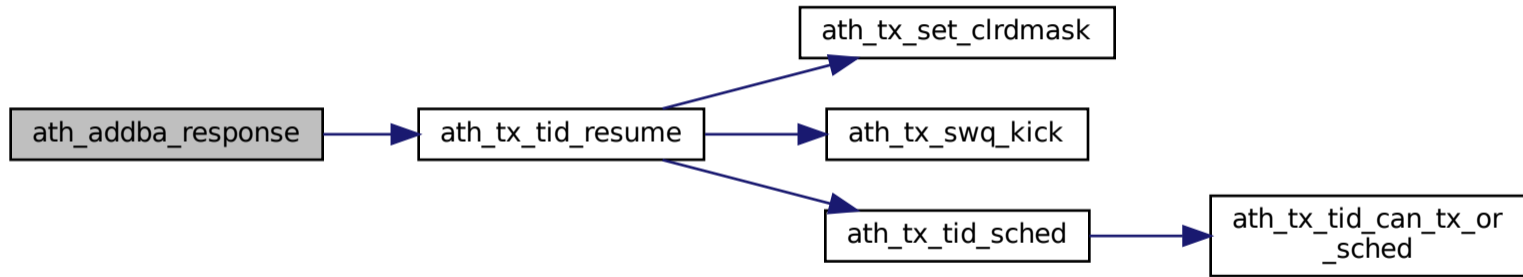 ath_addba_response
ath_tx_tid_resume
ath_tx_set_clrdmask
ath_tx_swq_kick
ath_tx_tid_sched
ath_tx_tid_can_tx_or
_sched